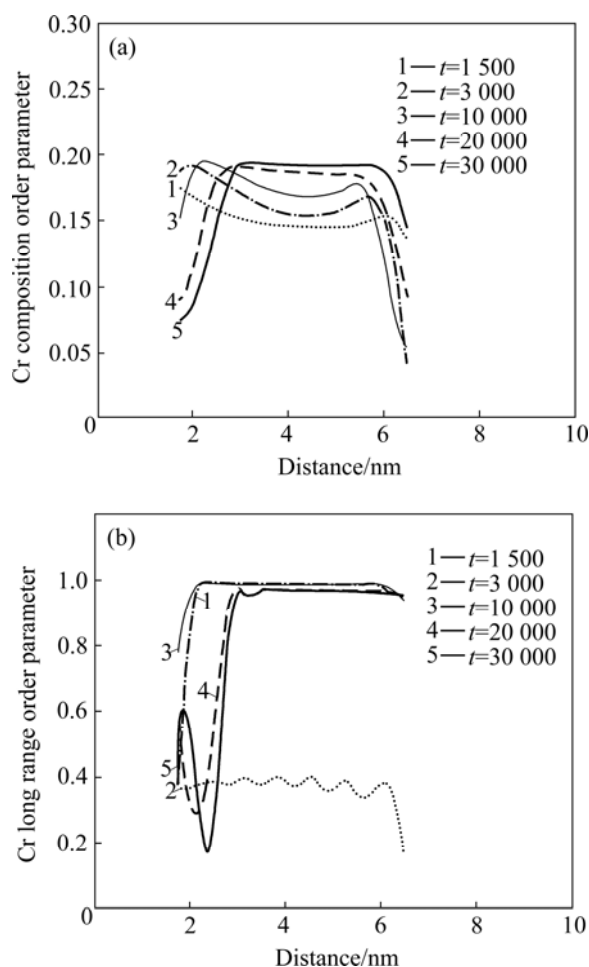 0.30
(a)
1 — t=1 500
2 — t=3 000
3 — t=10 000
4 — t=20 000
5 — t=30 000
0.25
0.20
2
1
0.15
3
0.10
4
5
0.05
0
2
4
6
8
10
Cr composition order parameter
Distance/nm
(b)
1 — t=1 500
2 — t=3 000
3 — t=10 000
4 — t=20 000
5 — t=30 000
1.0
1
3
0.8
0.6
4
5
0.4
2
0.2
0
2
4
6
8
10
Cr long range order parameter
Distance/nm